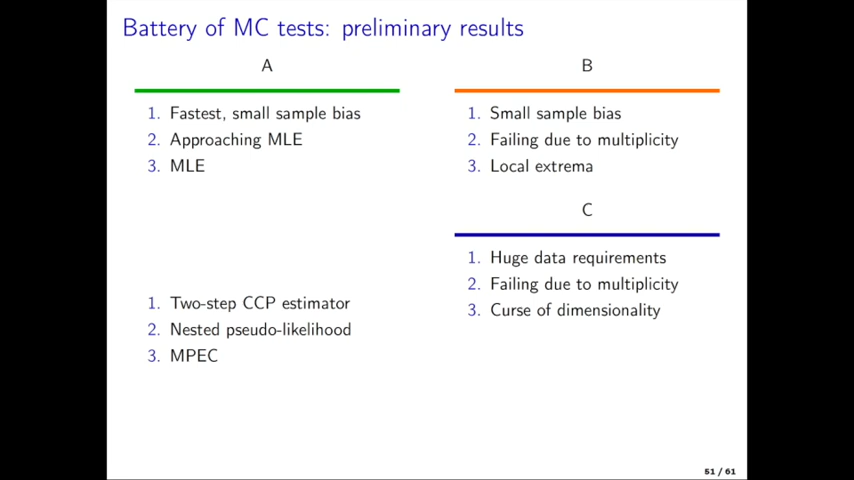 Battery of MC tests: preliminary results
A
1. Fastest, small sample bias
2. Approaching MLE
3. MLE
B
1. Small sample bias
2. Failing due to multiplicity
3. Local extrema
C
1. Huge data requirements
2. Failing due to multiplicity
3. Curse of dimensionality
1. Two-step CCP estimator
2. Nested pseudo-likelihood
3. MPEC
51 / 61